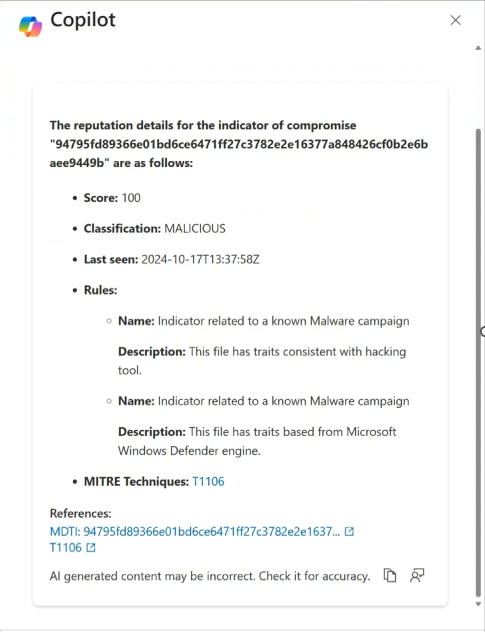 Copilot
The reputation details for the indicator of compromise
"94795fd89366e01bd6ce6471ff27c3782e2e16377a848426cf0b2e6b
aee9449b" are as follows:
• Score: 100
• Classification: MALICIOUS
• Last seen: 2024-10-17T13:37:58Z
• Rules:
○ Name: Indicator related to a known Malware campaign
Description: This file has traits consistent with hacking
tool.
○ Name: Indicator related to a known Malware campaign
Description: This file has traits based from Microsoft
Windows Defender engine.
• MITRE Techniques: T1106
References:
MDTI: 94795fd89366e01bd6ce6471ff27c3782e2e1637...
T1106
AI generated content may be incorrect. Check it for accuracy.